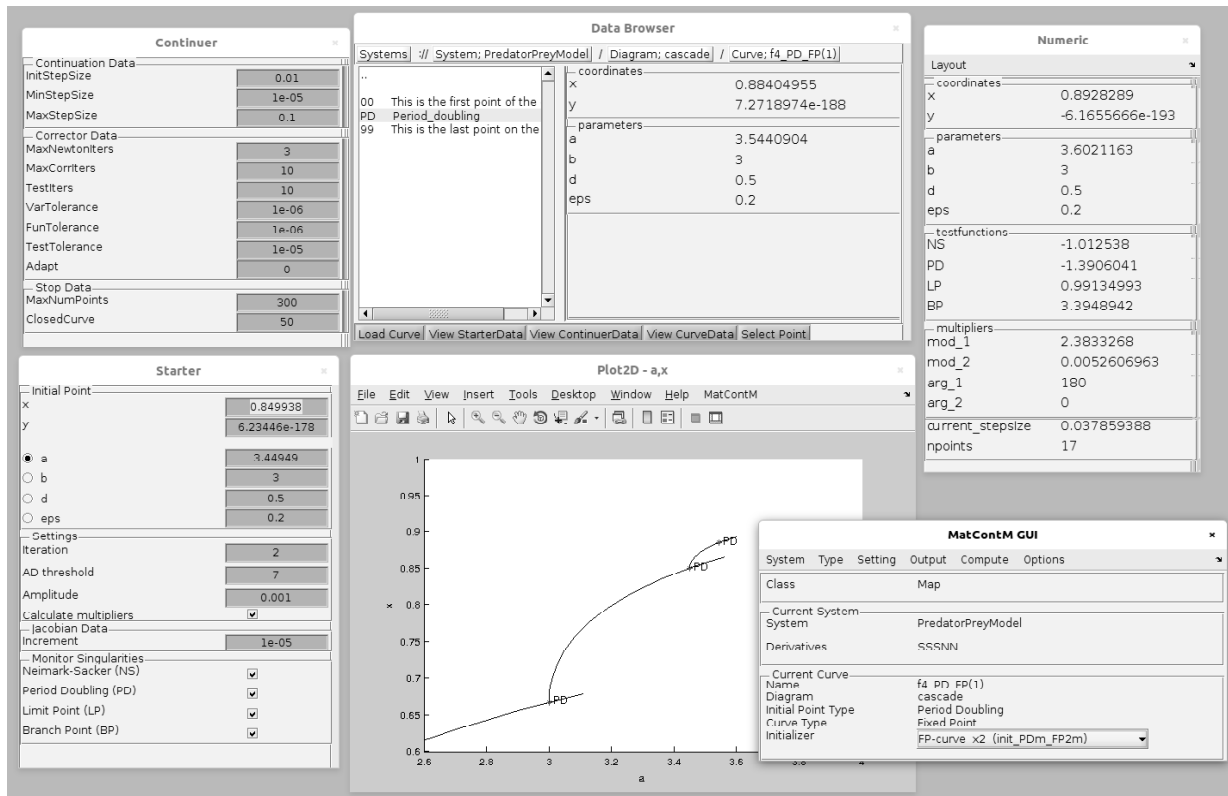 Continuer ×
Continuation Data
InitStepSize 0.01
MinStepSize 1e-05
MaxStepSize 0.1
Corrector Data
MaxNewtonIters 3
MaxCorrIters 10
TestIters 10
VarTolerance 1e-06
FunTolerance 1e-06
TestTolerance 1e-05
Adapt 0
Stop Data
MaxNumPoints 300
ClosedCurve 50
Data Browser ×
Systems :// System; PredatorPreyModel / Diagram; cascade / Curve; f4_PD_FP(1)
..
00 This is the first point of the
PD Period_doubling
99 This is the last point on the
coordinates
x 0.88404955
y 7.2718974e-188
parameters
a 3.5440904
b 3
d 0.5
eps 0.2
Load Curve View StarterData View ContinuerData View CurveData Select Point
Numeric ×
Layout
coordinates
x 0.8928289
y -6.1655666e-193
parameters
a 3.6021163
b 3
d 0.5
eps 0.2
testfunctions
NS -1.012538
PD -1.3906041
LP 0.99134993
BP 3.3948942
multipliers
mod_1 2.3833268
mod_2 0.0052606963
arg_1 180
arg_2 0
current_stepsize 0.037859388
npoints 17
Starter ×
Initial Point
x 0.849938
y 6.23446e-178
a 3.44949
b 3
d 0.5
eps 0.2
Settings
Iteration 2
AD threshold 7
Amplitude 0.001
Calculate multipliers
Jacobian Data
Increment 1e-05
Monitor Singularities
Neimark-Sacker (NS)
Period Doubling (PD)
Limit Point (LP)
Branch Point (BP)
Plot2D - a,x ×
File Edit View Insert Tools Desktop Window Help MatContM
1
0.95
0.9
0.85
0.8
0.75
0.7
0.65
0.6
x
PD
PD
PD
2.6 2.8 3 3.2 3.4 3.6 3.8 4
a
MatContM GUI ×
System Type Setting Output Compute Options
Class Map
Current System
System PredatorPreyModel
Derivatives SSSNN
Current Curve
Name f4_PD_FP(1)
Diagram cascade
Initial Point Type Period Doubling
Curve Type Fixed Point
Initializer FP-curve x2 (init_PDm_FP2m)